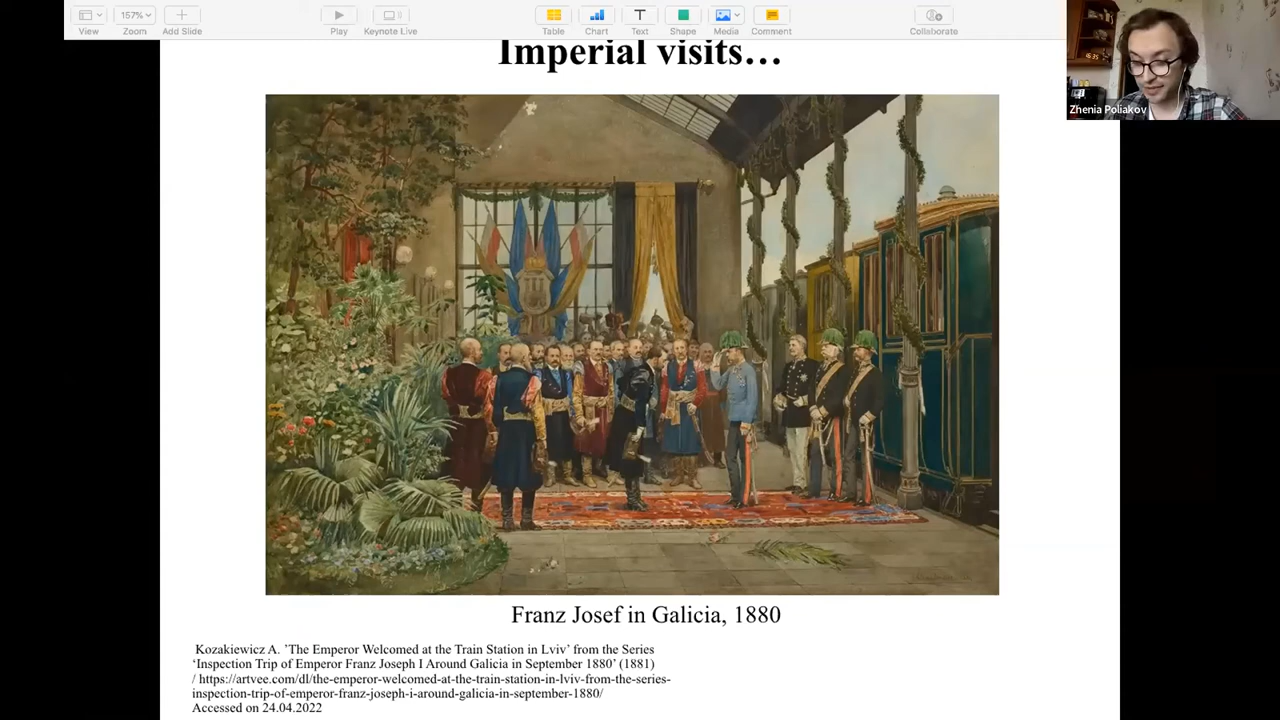 157%
View
Zoom
Add Slide
Play
Keynote Live
Table
Chart
Text
Shape
Media
Comment
Collaborate
Zhenia Poliakov
Imperial visits…
Franz Josef in Galicia, 1880
Kozakiewicz A. ’The Emperor Welcomed at the Train Station in Lviv’ from the Series
‘Inspection Trip of Emperor Franz Joseph I Around Galicia in September 1880’ (1881)
/ https://artvee.com/dl/the-emperor-welcomed-at-the-train-station-in-lviv-from-the-series-
inspection-trip-of-emperor-franz-joseph-i-around-galicia-in-september-1880/
Accessed on 24.04.2022